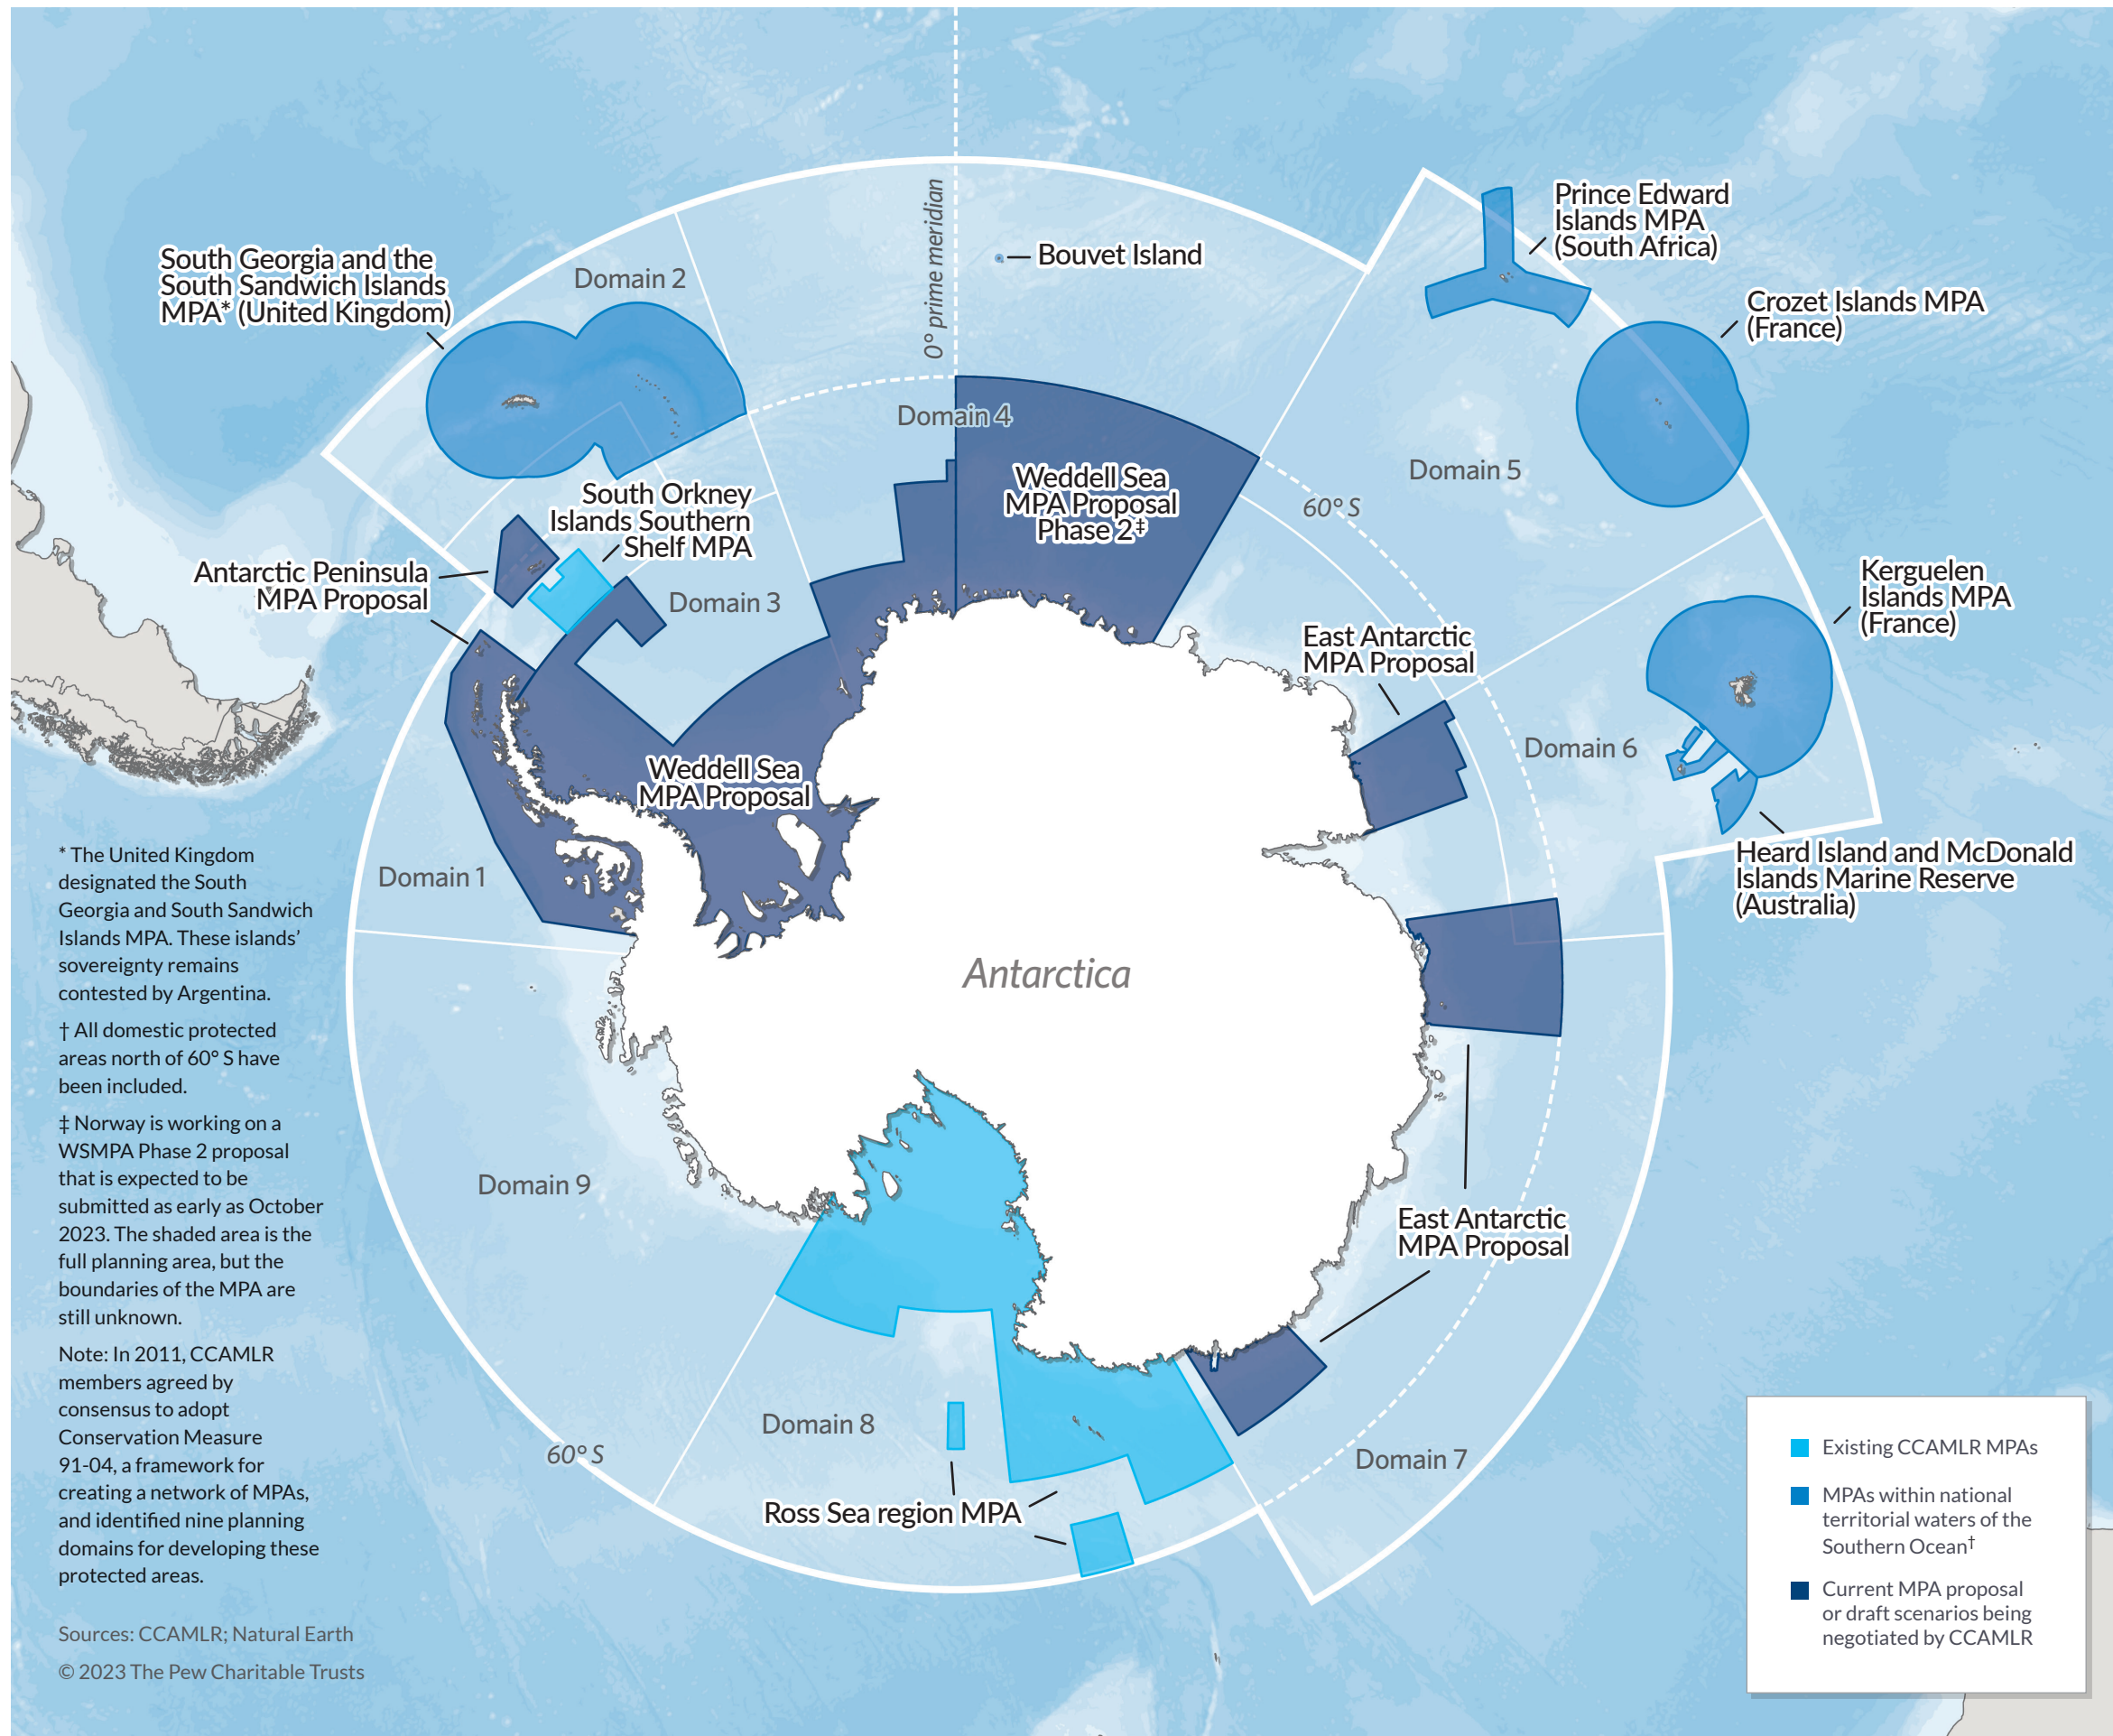 0° prime meridian
Bouvet Island
Prince Edward
Islands MPA
(South Africa)
South Georgia and the
South Sandwich Islands
MPA* (United Kingdom)
Domain 2
Crozet Islands MPA
(France)
Domain 4
Domain 5
Weddell Sea
MPA Proposal
Phase 2‡
60° S
South Orkney
Islands Southern
Shelf MPA
Antarctic Peninsula
MPA Proposal
Domain 3
Kerguelen
Islands MPA
(France)
East Antarctic
MPA Proposal
Domain 6
Weddell Sea
MPA Proposal
Heard Island and McDonald
Islands Marine Reserve
(Australia)
Domain 1
Antarctica
Domain 9
East Antarctic
MPA Proposal
Domain 8
60° S
Domain 7
Ross Sea region MPA
* The United Kingdom
designated the South
Georgia and South Sandwich
Islands MPA. These islands'
sovereignty remains
contested by Argentina.
† All domestic protected
areas north of 60° S have
been included.
‡ Norway is working on a
WSMPA Phase 2 proposal
that is expected to be
submitted as early as October
2023. The shaded area is the
full planning area, but the
boundaries of the MPA are
still unknown.
Note: In 2011, CCAMLR
members agreed by
consensus to adopt
Conservation Measure
91-04, a framework for
creating a network of MPAs,
and identified nine planning
domains for developing these
protected areas.
Sources: CCAMLR; Natural Earth
© 2023 The Pew Charitable Trusts
Existing CCAMLR MPAs
MPAs within national
territorial waters of the
Southern Ocean†
Current MPA proposal
or draft scenarios being
negotiated by CCAMLR